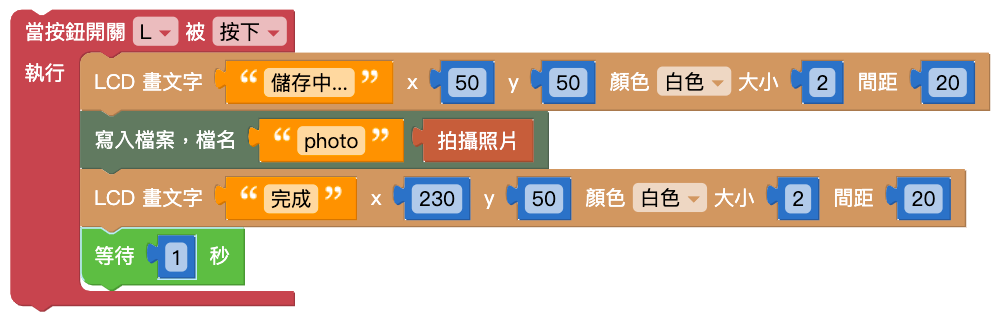 當按鈕開關 L 被 按下
執行
LCD 畫文字 “ 儲存中... ” x 50 y 50 顏色 白色 大小 2 間距 20
寫入檔案，檔名 “ photo ” 拍攝照片
LCD 畫文字 “ 完成 ” x 230 y 50 顏色 白色 大小 2 間距 20
等待 1 秒